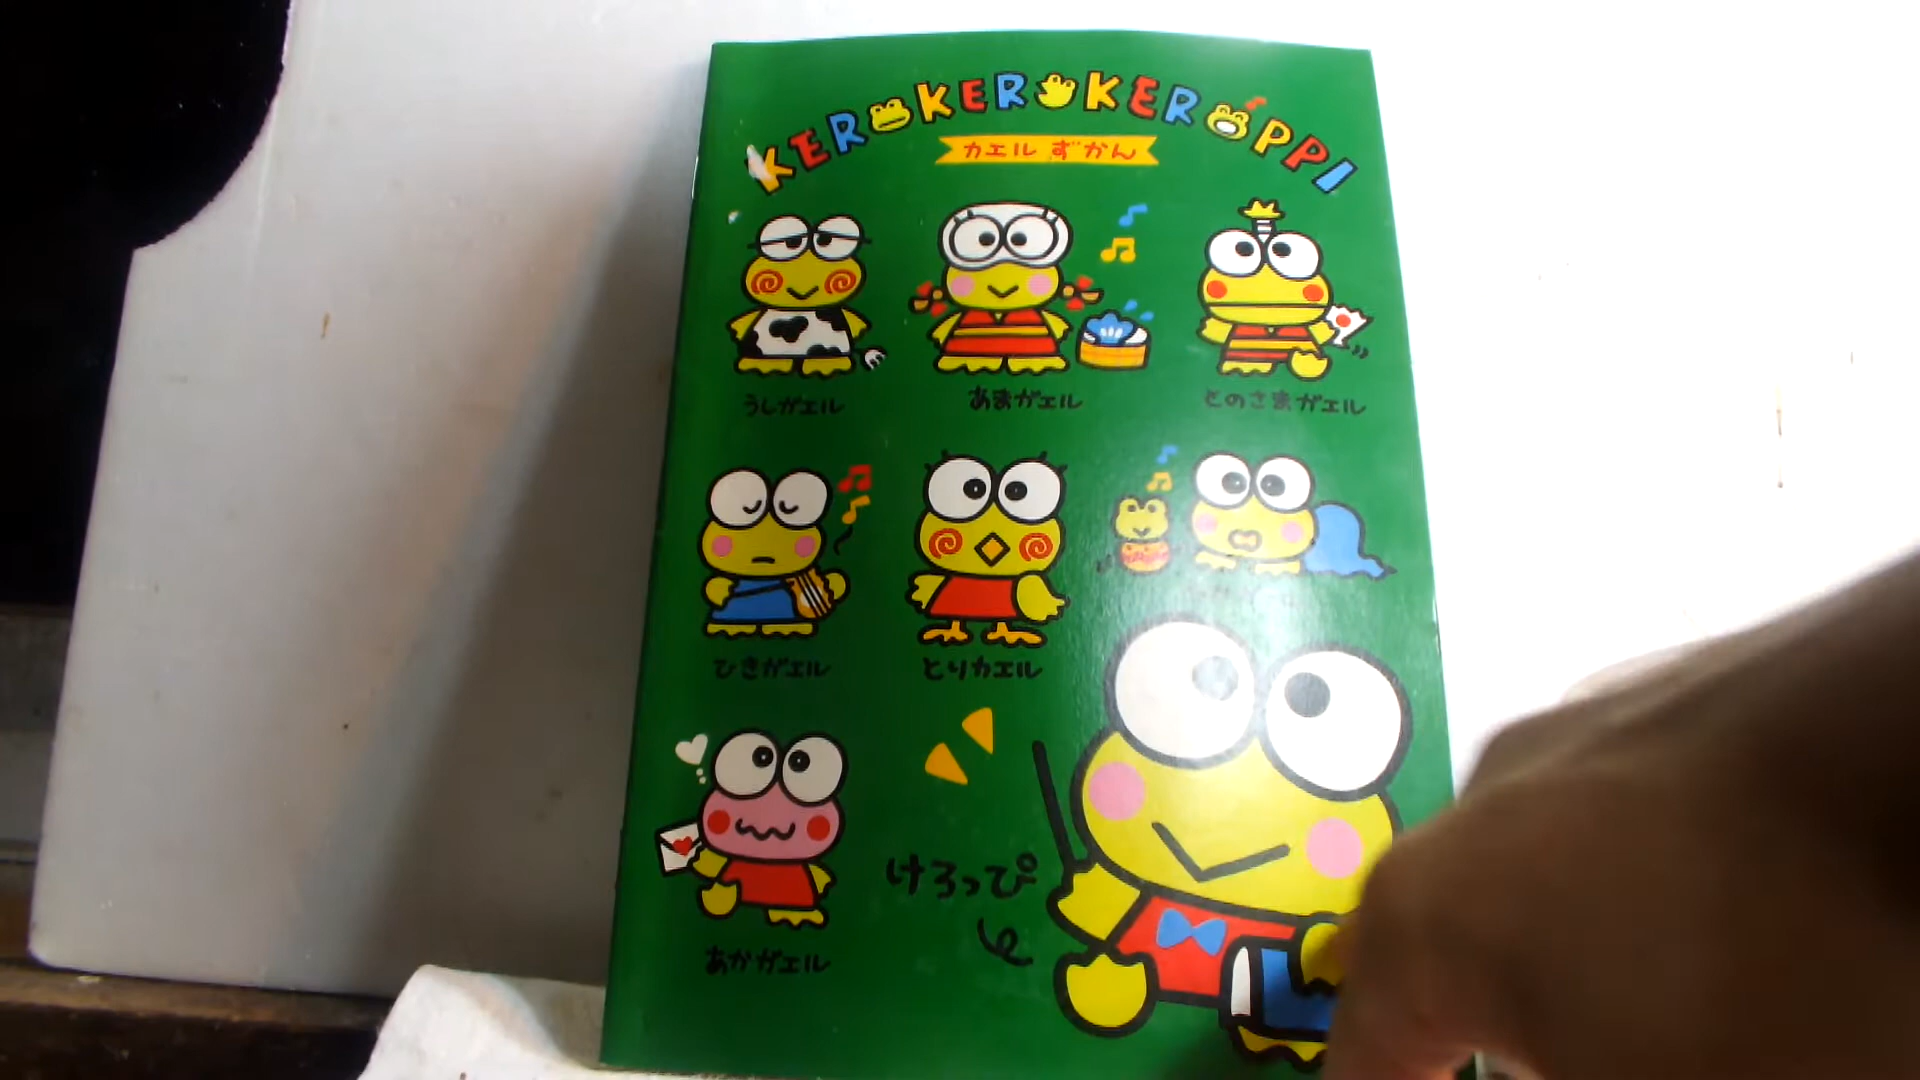 KEROKEROKEROPPI
カエル ずかん
うしガエル
あまガエル
とのさまガエル
ひきガエル
とりカエル
あかガエル
けろっぴ